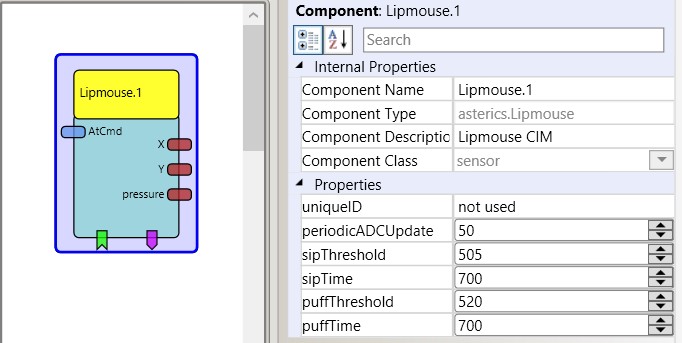 Lipmouse.1
AtCmd
X
Y
pressure
Component: Lipmouse.1
A
Z
Search
Internal Properties
Component Name Lipmouse.1
Component Type asterics.Lipmouse
Component Descriptio Lipmouse CIM
Component Class sensor
Properties
uniqueID not used
periodicADCUpdate 50
sipThreshold 505
sipTime 700
puffThreshold 520
puffTime 700